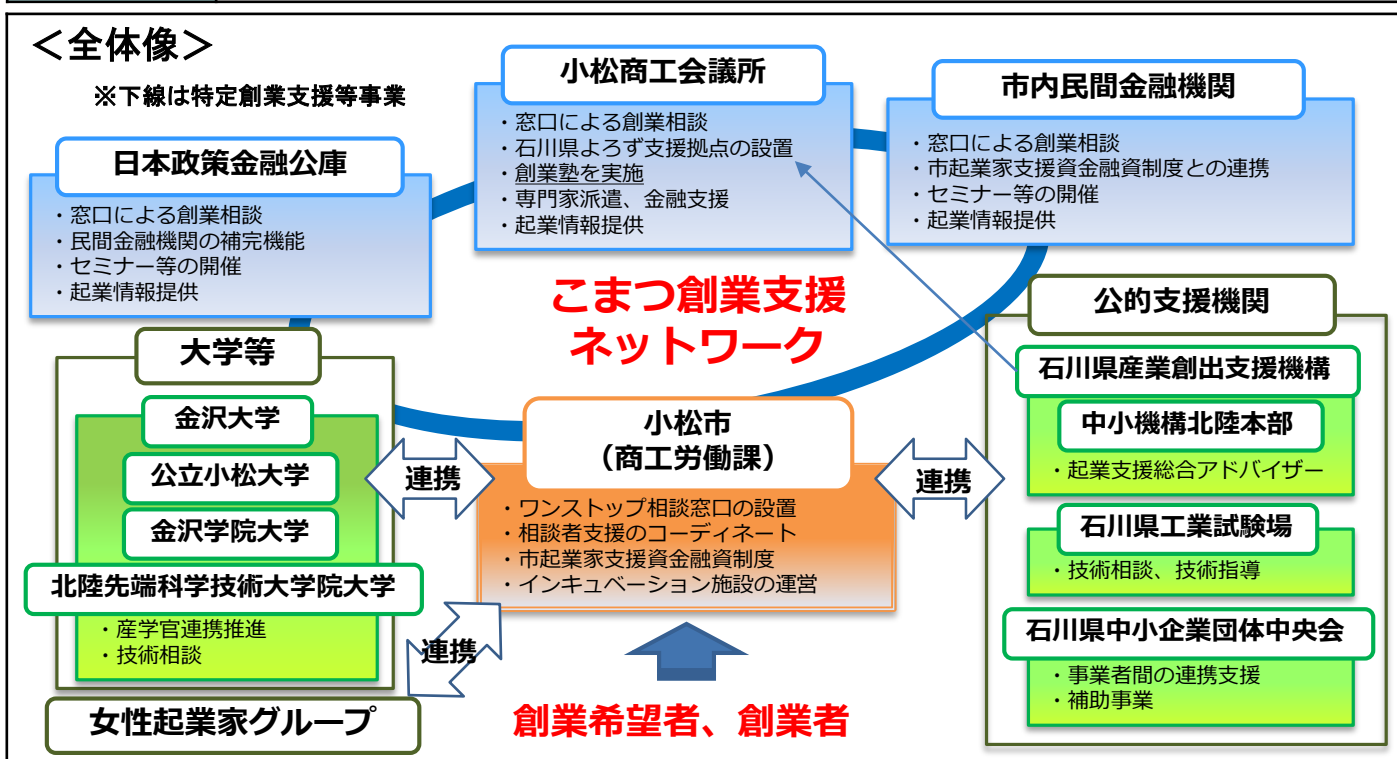 ＜全体像＞
※下線は特定創業支援等事業
小松商工会議所
・窓口による創業相談
・石川県よろず支援拠点の設置
・創業塾を実施
・専門家派遣、金融支援
・起業情報提供
市内民間金融機関
・窓口による創業相談
・市起業家支援資金融資制度との連携
・セミナー等の開催
・起業情報提供
日本政策金融公庫
・窓口による創業相談
・民間金融機関の補完機能
・セミナー等の開催
・起業情報提供
こまつ創業支援
ネットワーク
大学等
金沢大学
公立小松大学
金沢学院大学
北陸先端科学技術大学院大学
・産学官連携推進
・技術相談
連携
小松市
（商工労働課）
・ワンストップ相談窓口の設置
・相談者支援のコーディネート
・市起業家支援資金融資制度
・インキュベーション施設の運営
連携
公的支援機関
石川県産業創出支援機構
中小機構北陸本部
・起業支援総合アドバイザー
石川県工業試験場
・技術相談、技術指導
石川県中小企業団体中央会
・事業者間の連携支援
・補助事業
連携
女性起業家グループ
創業希望者、創業者